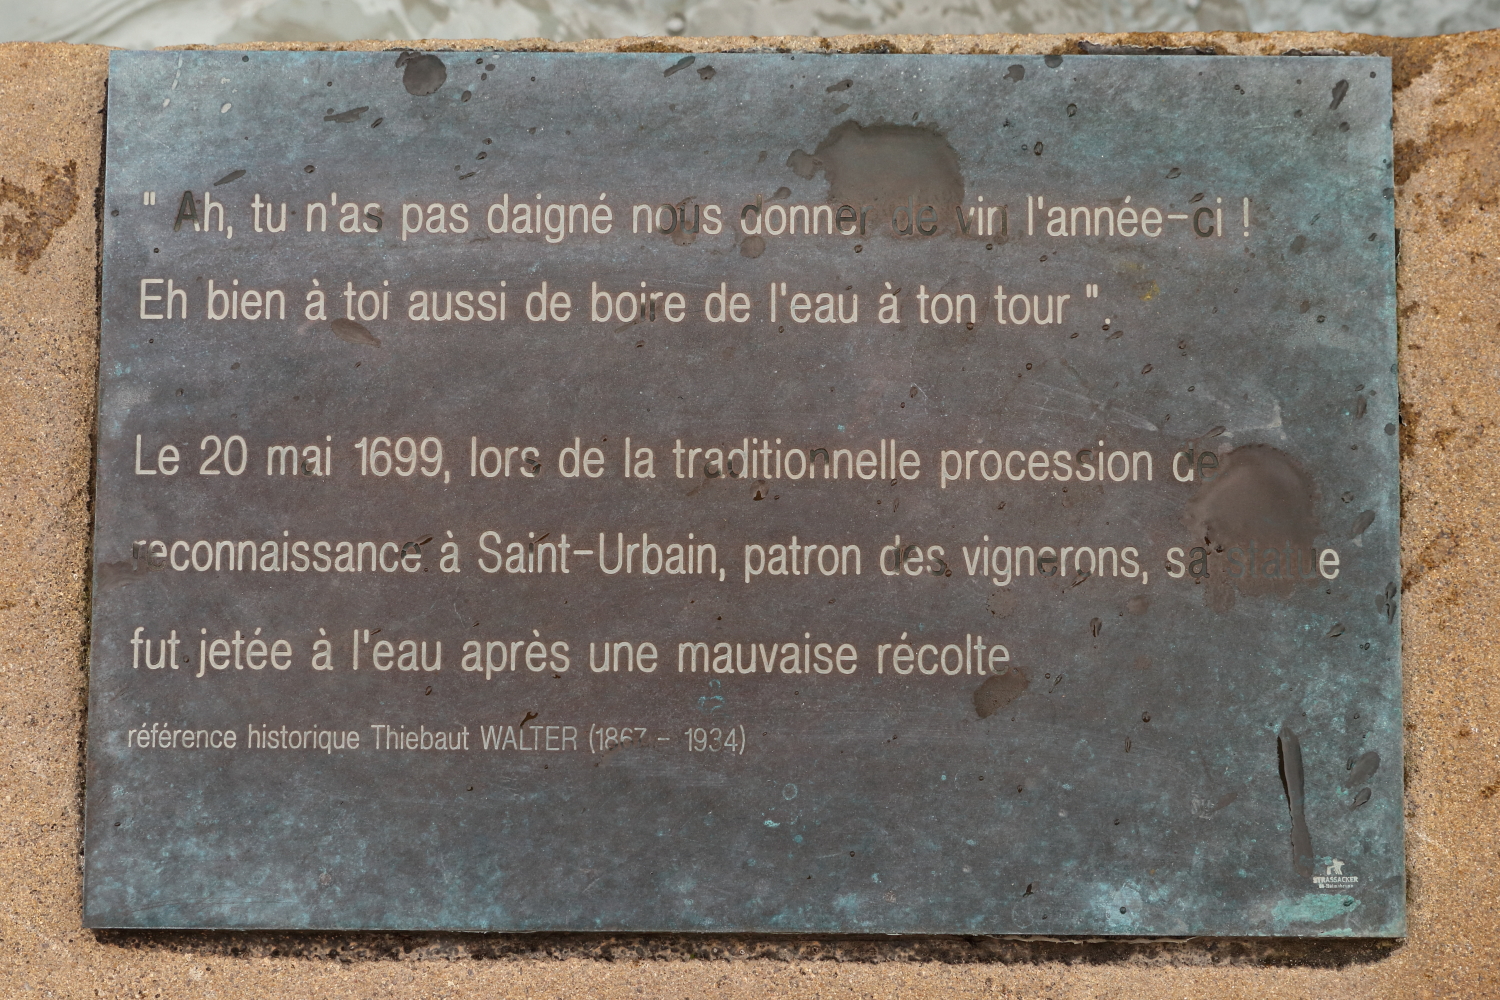 " Ah, tu n'as pas daigné nous donner de vin l'année-ci !
Eh bien à toi aussi de boire de l'eau à ton tour ".
Le 20 mai 1699, lors de la traditionnelle procession de
reconnaissance à Saint-Urbain, patron des vignerons, sa statue
fut jetée à l'eau après une mauvaise récolte
référence historique Thiebaut WALTER (1867 - 1934)
STRASSACKER